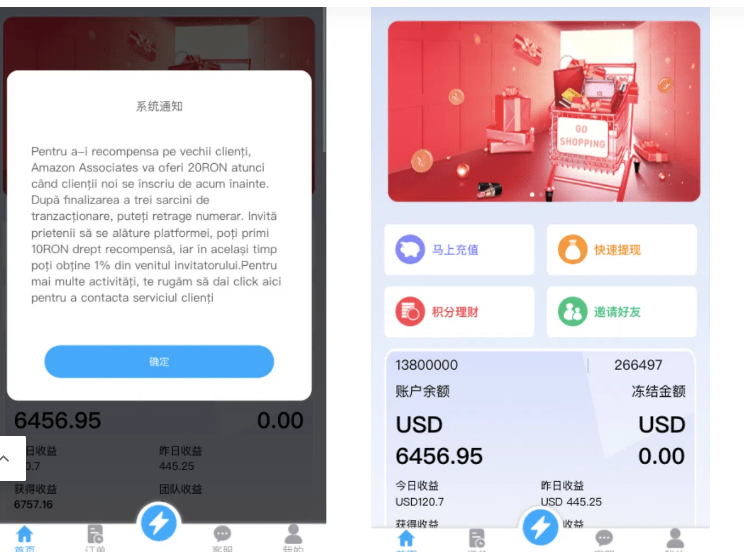 系统通知
Pentru a-i recompensa pe vechii clienți,
Amazon Associates va oferi 20RON atunci
când clienții noi se înscriu de acum înainte.
După finalizarea a trei sarcini de
tranzacționare, puteți retrage numerar. Invită
prietenii să se alăture platformei, poți primi
10RON drept recompensă, iar în același timp
poți obține 1% din venitul invitatorului.Pentru
mai multe activități, te rugăm să dai click aici
pentru a contacta serviciul clienți
确定
6456.95 0.00
日收益 昨日收益
0.7 445.25
获得收益 团队收益
6757.16
首页 订单 客服 我的
GO
SHOPPING
马上充值 快速提现
积分理财 邀请好友
13800000 266497
账户余额 冻结金额
USD USD
6456.95 0.00
今日收益 昨日收益
USD120.7 USD 445.25
获得收益 收益
首页